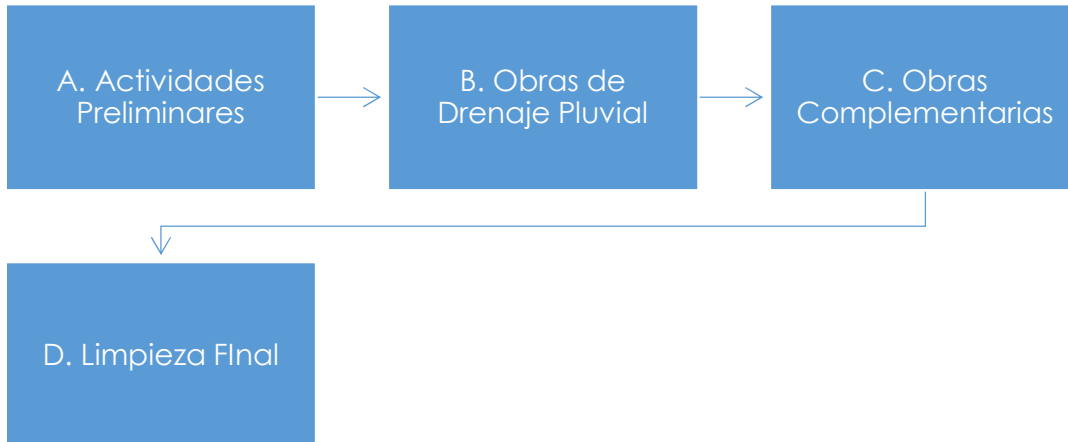 A. Actividades
Preliminares
B. Obras de
Drenaje Pluvial
C. Obras
Complementarias
D. Limpieza FInal